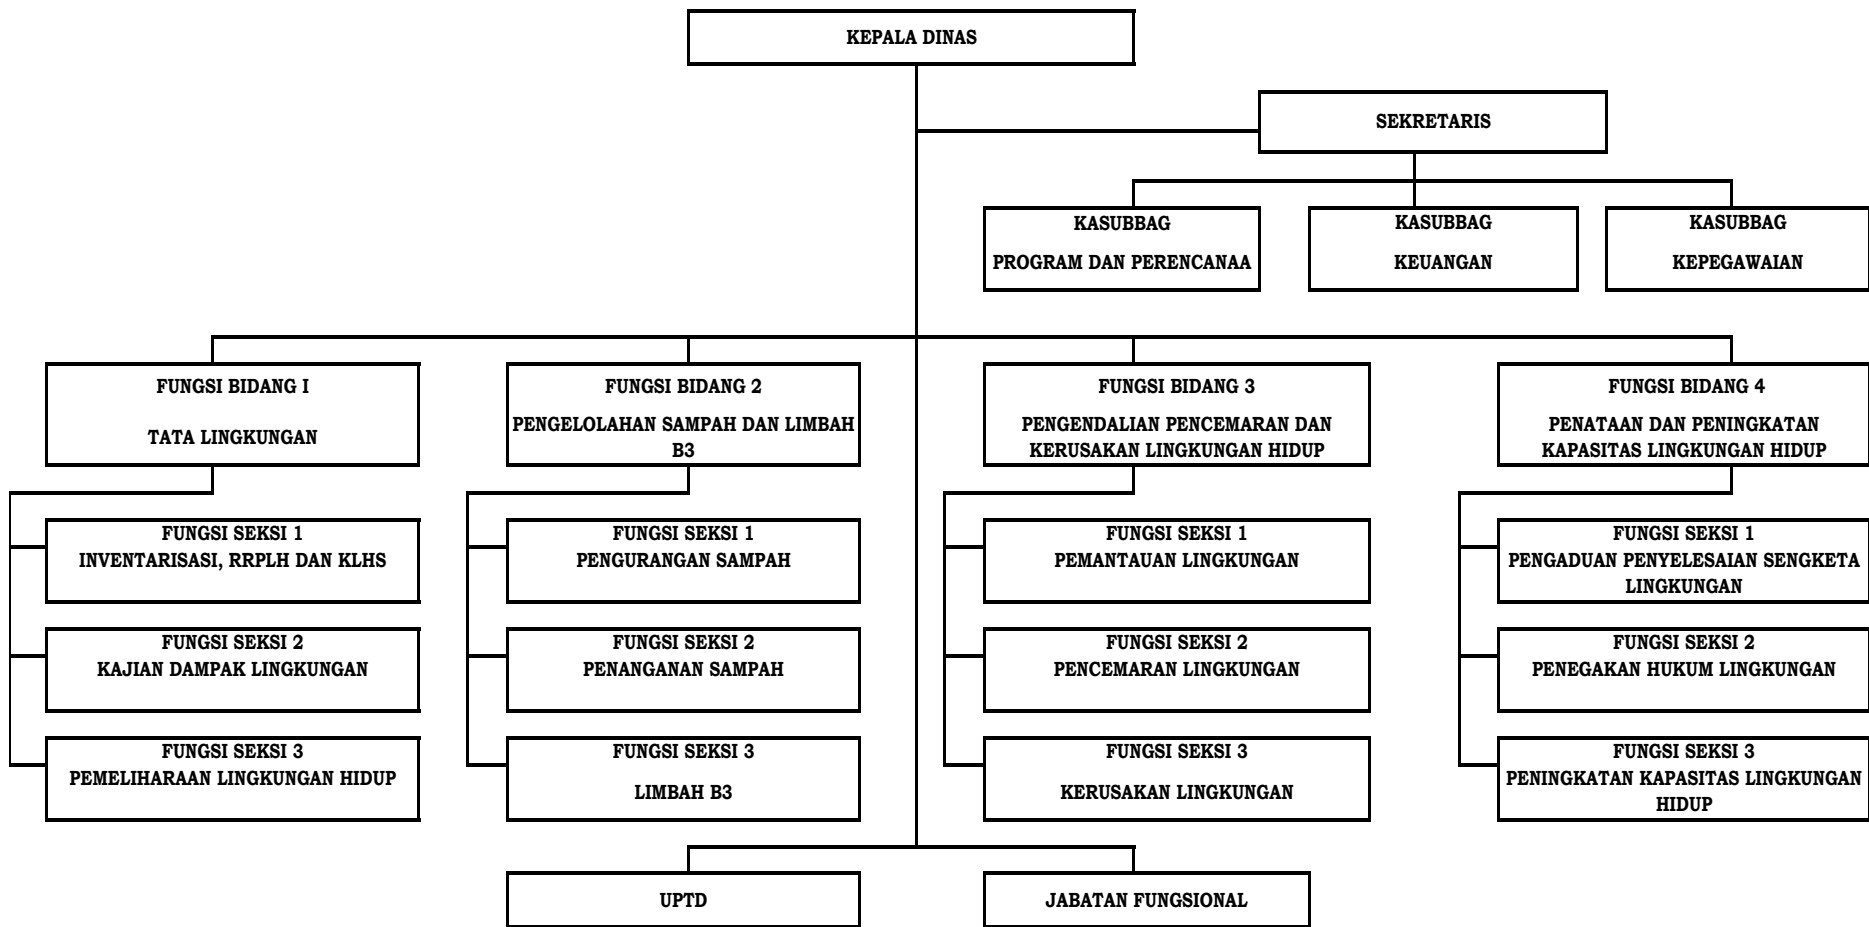 KEPALA DINAS
SEKRETARIS
KASUBBAG
PROGRAM DAN PERENCANAA
KASUBBAG
KEUANGAN
KASUBBAG
KEPEGAWAIAN
FUNGSI BIDANG I
TATA LINGKUNGAN
FUNGSI BIDANG 2
PENGELOLAHAN SAMPAH DAN LIMBAH
B3
FUNGSI BIDANG 3
PENGENDALIAN PENCEMARAN DAN
KERUSAKAN LINGKUNGAN HIDUP
FUNGSI BIDANG 4
PENATAAN DAN PENINGKATAN
KAPASITAS LINGKUNGAN HIDUP
FUNGSI SEKSI 1
INVENTARISASI, RRPLH DAN KLHS
FUNGSI SEKSI 1
PENGURANGAN SAMPAH
FUNGSI SEKSI 1
PEMANTAUAN LINGKUNGAN
FUNGSI SEKSI 1
PENGADUAN PENYELESAIAN SENGKETA
LINGKUNGAN
FUNGSI SEKSI 2
KAJIAN DAMPAK LINGKUNGAN
FUNGSI SEKSI 2
PENANGANAN SAMPAH
FUNGSI SEKSI 2
PENCEMARAN LINGKUNGAN
FUNGSI SEKSI 2
PENEGAKAN HUKUM LINGKUNGAN
FUNGSI SEKSI 3
PEMELIHARAAN LINGKUNGAN HIDUP
FUNGSI SEKSI 3
LIMBAH B3
FUNGSI SEKSI 3
KERUSAKAN LINGKUNGAN
FUNGSI SEKSI 3
PENINGKATAN KAPASITAS LINGKUNGAN
HIDUP
UPTD
JABATAN FUNGSIONAL